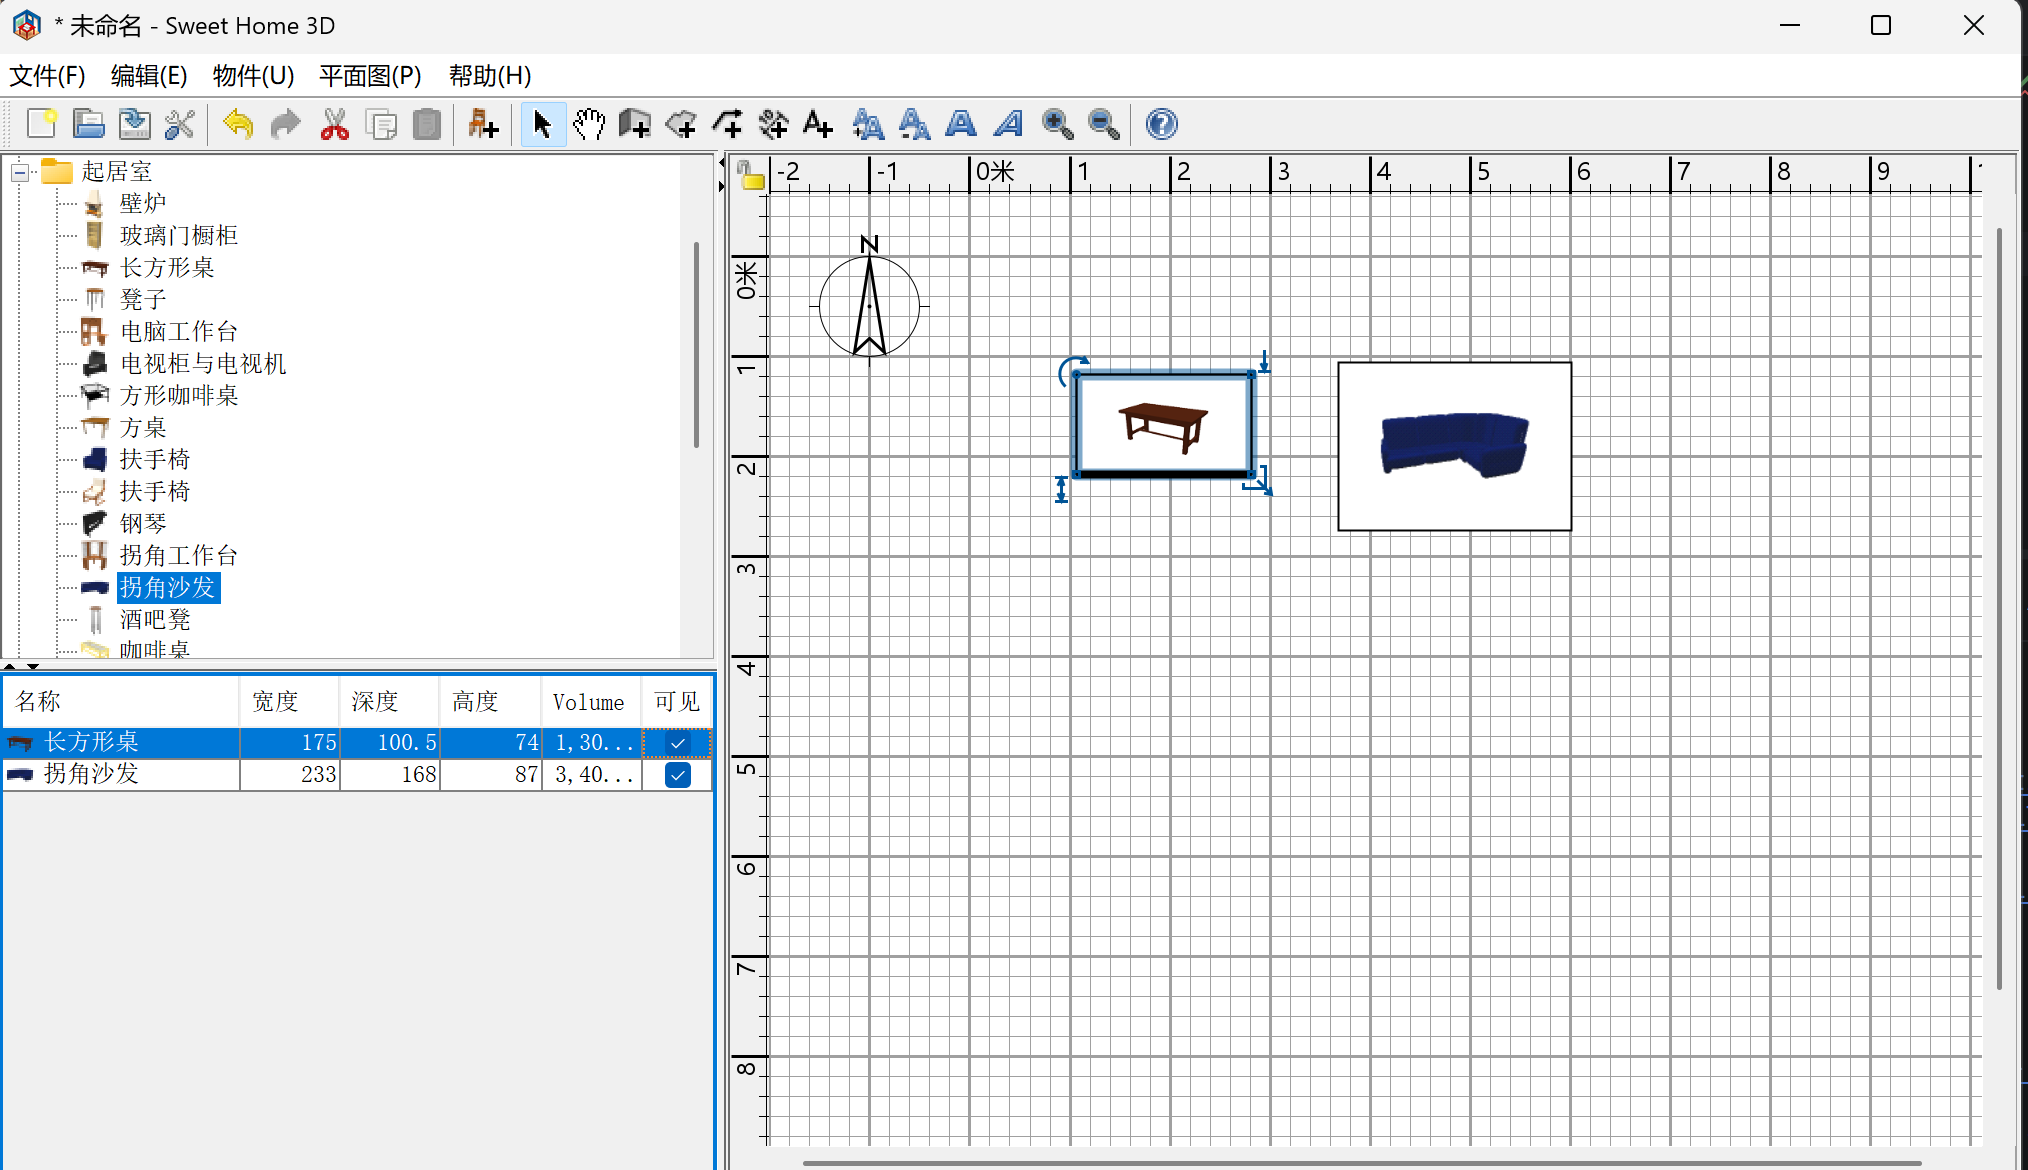 * 未命名 - Sweet Home 3D
文件(F) 编辑(E) 物件(U) 平面图(P) 帮助(H)
起居室
壁炉
玻璃门橱柜
长方形桌
凳子
电脑工作台
电视柜与电视机
方形咖啡桌
方桌
扶手椅
扶手椅
钢琴
拐角工作台
拐角沙发
酒吧凳
咖啡桌
名称 宽度 深度 高度 Volume 可见
长方形桌 175 100.5 74 1,30...
拐角沙发 233 168 87 3,40...
-2 -1 0米 1 2 3 4 5 6 7 8 9
0米
1
2
3
4
5
6
7
8
N